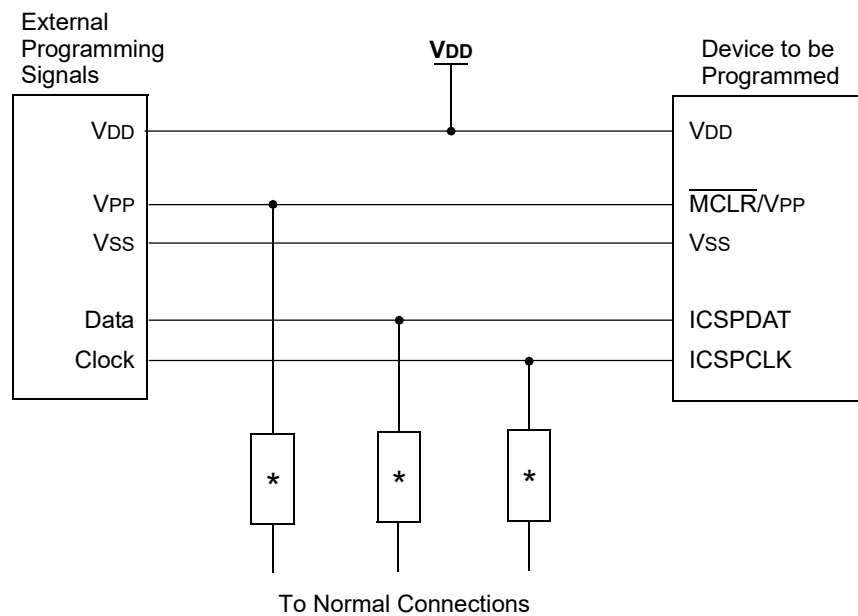 External
Programming
Signals
VDD
Device to be
Programmed
VDD
VDD
VPP
MCLR/VPP
VSS
VSS
Data
ICSPDAT
Clock
ICSPCLK
*
*
*
To Normal Connections